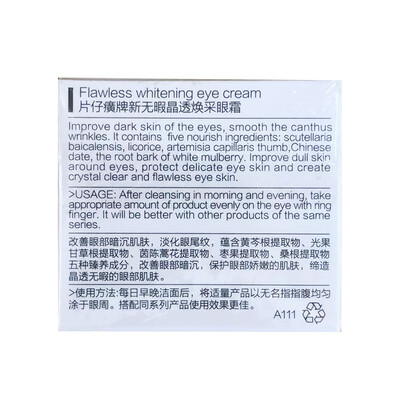 Flawless whitening eye cream
片仔癀牌新无暇晶透焕采眼霜
Improve dark skin of the eyes, smooth the canthus
wrinkles. It contains five nourish ingredients: scutellaria
baicalensis, licorice, artemisia capillaris thumb,Chinese
date, the root bark of white mulberry. Improve dull skin
around eyes, protect delicate eye skin and create
crystal clear and flawless eye skin.
>USAGE: After cleansing in morning and evening, take
appropriate amount of product evenly on the eye with ring
finger. It will be better with other products of the same
series.
改善眼部暗沉肌肤，淡化眼尾纹，蕴含黄芩根提取物、光果
甘草根提取物、茵陈蒿花提取物、枣果提取物、桑根提取物
五种臻养成分，改善眼部暗沉，保护眼部娇嫩的肌肤，缔造
晶透无暇的眼部肌肤。
>使用方法:每日早晚洁面后，将适量产品以无名指指腹均匀
涂于眼周。搭配同系列产品使用效果更佳。
A111